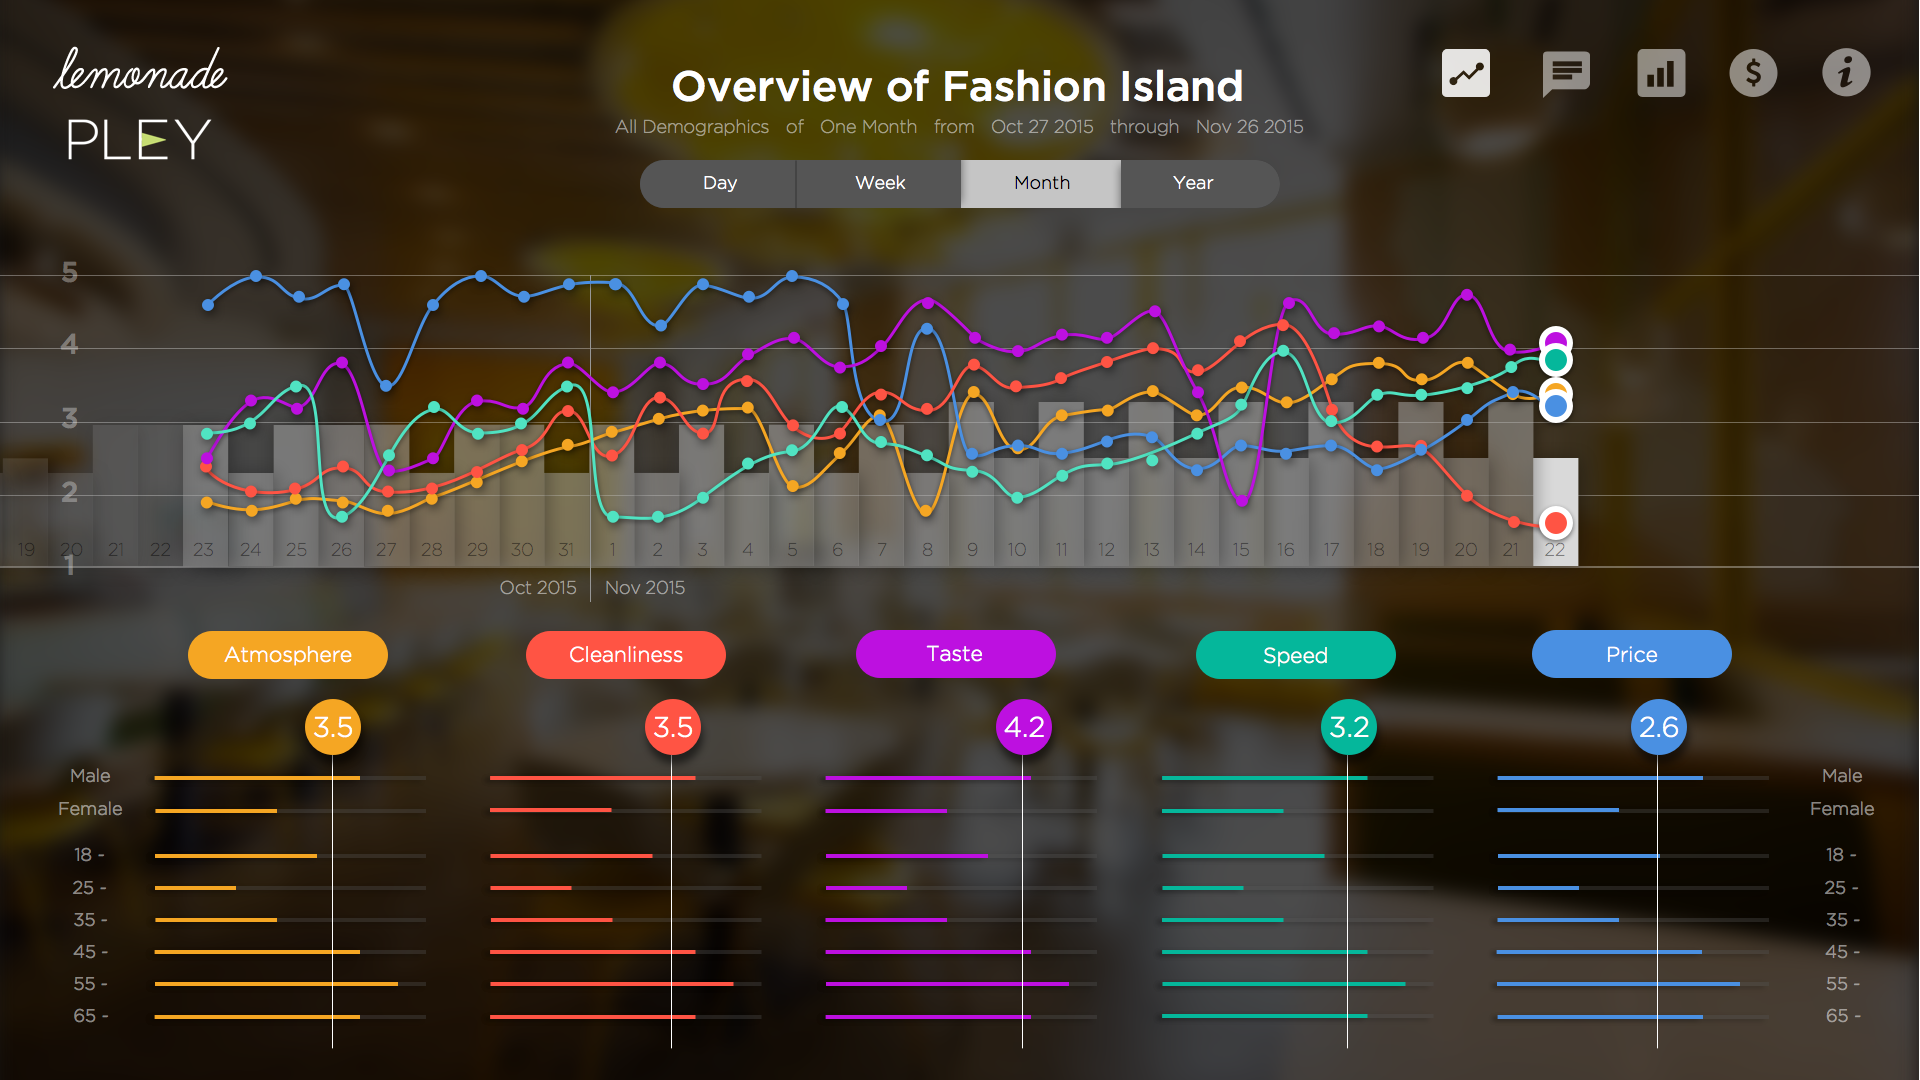 lemonade
PLEY
Overview of Fashion Island
All Demographics of One Month from Oct 27 2015 through Nov 26 2015
Day Week Month Year
5
4
3
2
1
19 20 21 22 23 24 25 26 27 28 29 30 31 1 2 3 4 5 6 7 8 9 10 11 12 13 14 15 16 17 18 19 20 21 22
Oct 2015 Nov 2015
Atmosphere Cleanliness Taste Speed Price
3.5 3.5 4.2 3.2 2.6
Male Male
Female Female
18 - 18 -
25 - 25 -
35 - 35 -
45 - 45 -
55 - 55 -
65 - 65 -